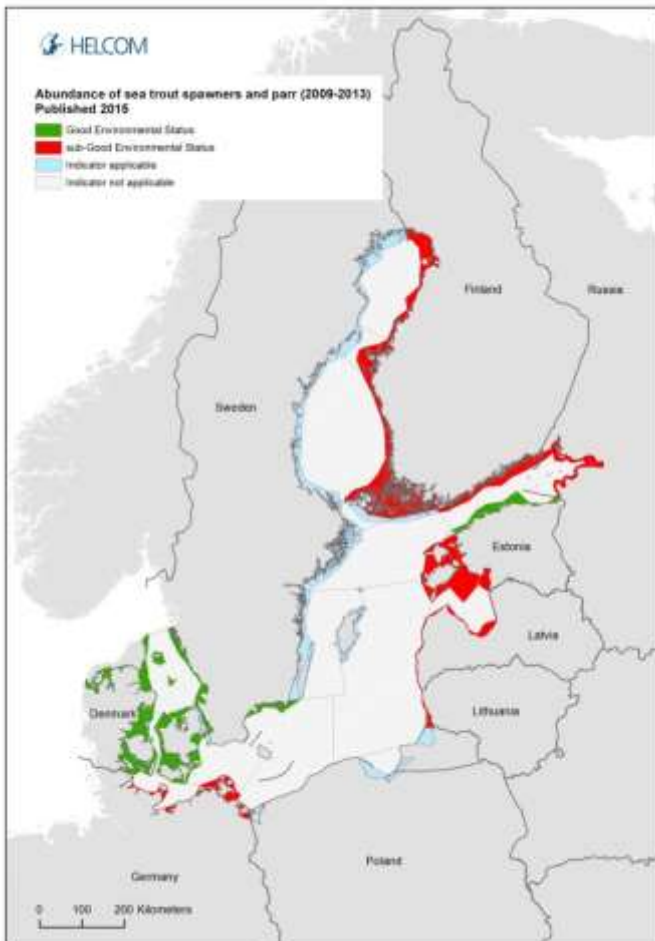 HELCOM
Abundance of sea trout spawners and parr (2009-2013)
Published 2015
Good Environmental Status
sub-Good Environmental Status
Indicator applicable
Indicator not applicable
Finland
Russia
Sweden
Estonia
Latvia
Denmark
Lithuania
Poland
Germany
0 100 200 Kilometers